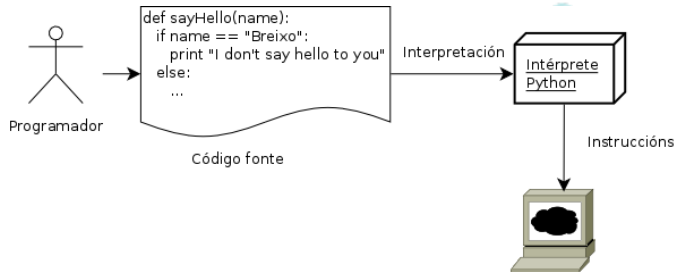 def sayHello(name):
if name == "Breixo":
print "I don't say hello to you"
else:
...
Programador
Código fonte
Interpretación
Intérprete
Python
Instruccións